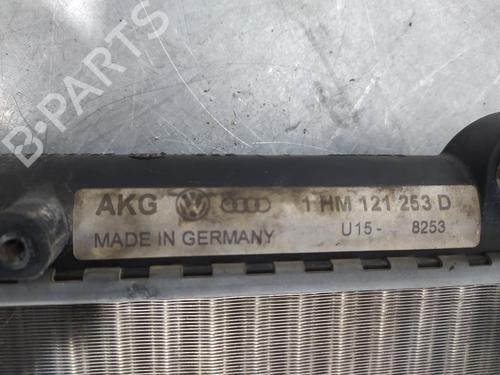 B-PARTS
AKG 1 HM 121 253 D
MADE IN GERMANY U15- 8253